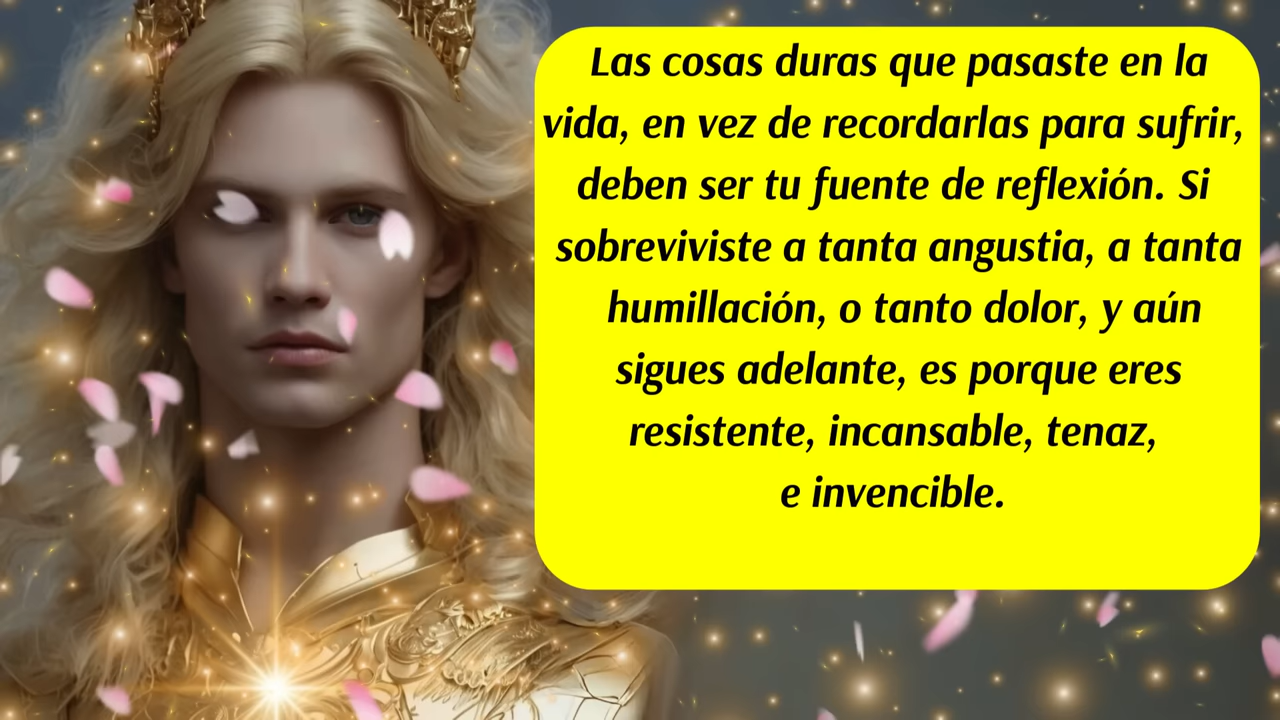 Las cosas duras que pasaste en la
vida, en vez de recordarlas para sufrir,
deben ser tu fuente de reflexión. Si
sobreviviste a tanta angustia, a tanta
humillación, o tanto dolor, y aún
sigues adelante, es porque eres
resistente, incansable, tenaz,
e invencible.